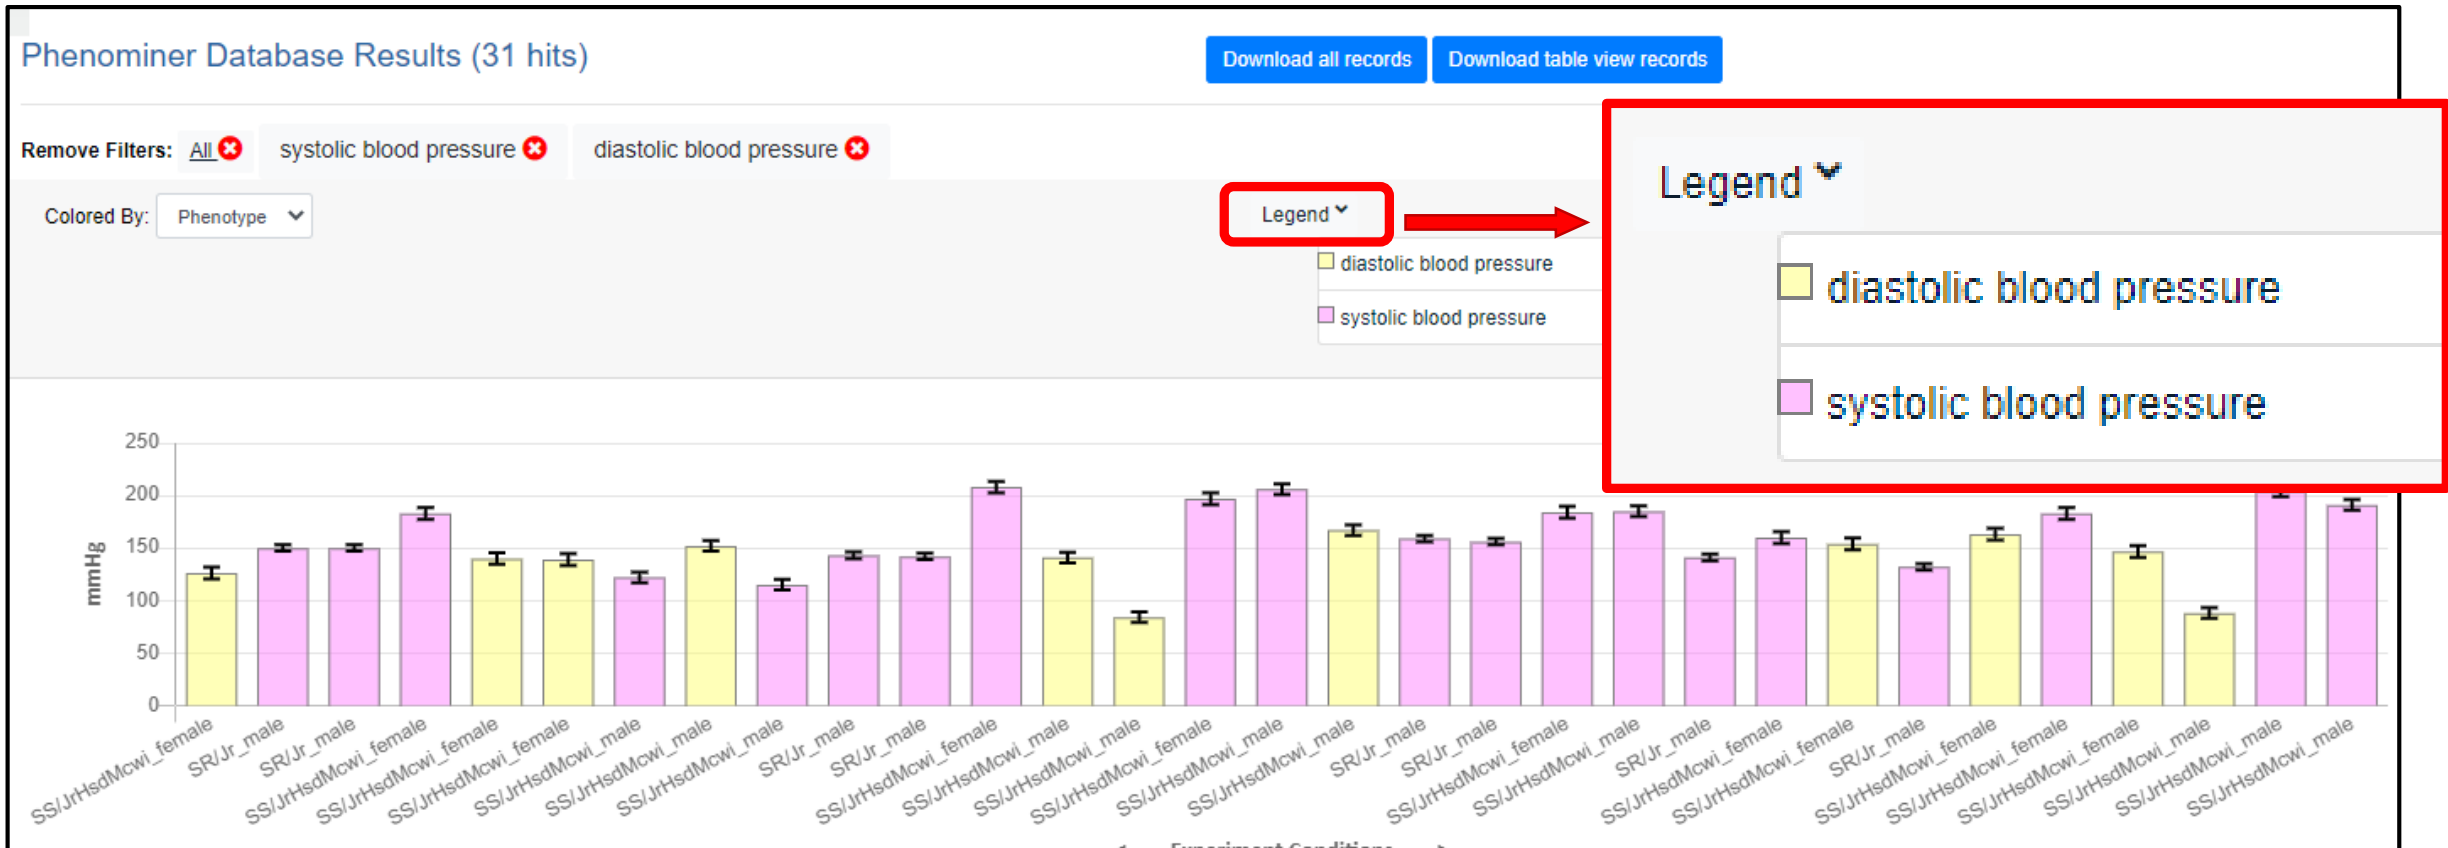 Phenominer Database Results (31 hits)
Download all records
Download table view records
Remove Filters: All systolic blood pressure diastolic blood pressure
Colored By: Phenotype
Legend
diastolic blood pressure
systolic blood pressure
Legend
diastolic blood pressure
systolic blood pressure
mmHg
250
200
150
100
50
0
SS/JrHsdMcwi_female
SR/Jr_male
SR/Jr_male
SS/JrHsdMcwi_female
SS/JrHsdMcwi_female
SS/JrHsdMcwi_female
SS/JrHsdMcwi_male
SS/JrHsdMcwi_male
SS/JrHsdMcwi_male
SR/Jr_male
SR/Jr_male
SS/JrHsdMcwi_female
SS/JrHsdMcwi_male
SS/JrHsdMcwi_male
SS/JrHsdMcwi_female
SS/JrHsdMcwi_male
SS/JrHsdMcwi_male
SR/Jr_male
SR/Jr_male
SS/JrHsdMcwi_female
SS/JrHsdMcwi_male
SR/Jr_male
SS/JrHsdMcwi_female
SS/JrHsdMcwi_female
SR/Jr_male
SS/JrHsdMcwi_female
SS/JrHsdMcwi_female
SS/JrHsdMcwi_female
SS/JrHsdMcwi_male
SS/JrHsdMcwi_male
SS/JrHsdMcwi_male
Experiment Conditions